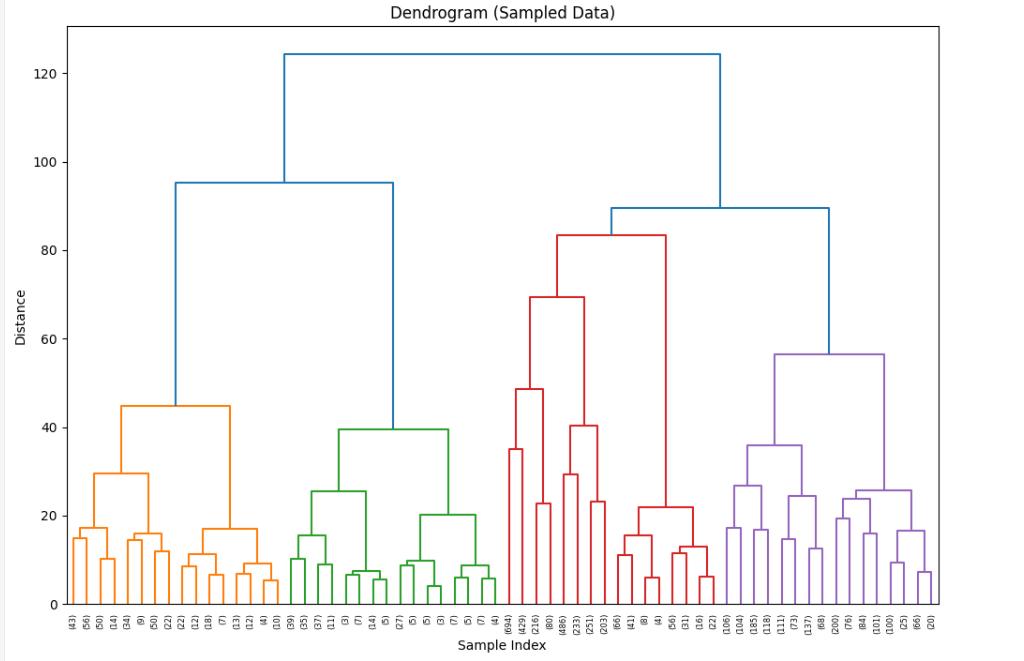 Dendrogram (Sampled Data)
120
100
80
60
40
20
0
Distance
(43) (56) (50) (14) (34) (9) (50) (22) (22) (12) (18) (7) (13) (12) (4) (10) (39) (35) (37) (11) (3) (7) (14) (5) (27) (5) (5) (3) (7) (5) (7) (4) (694) (429) (216) (80) (486) (233) (251) (203) (66) (41) (8) (4) (56) (31) (16) (22) (106) (104) (185) (118) (111) (73) (137) (68) (200) (76) (84) (101) (100) (25) (66) (20)
Sample Index